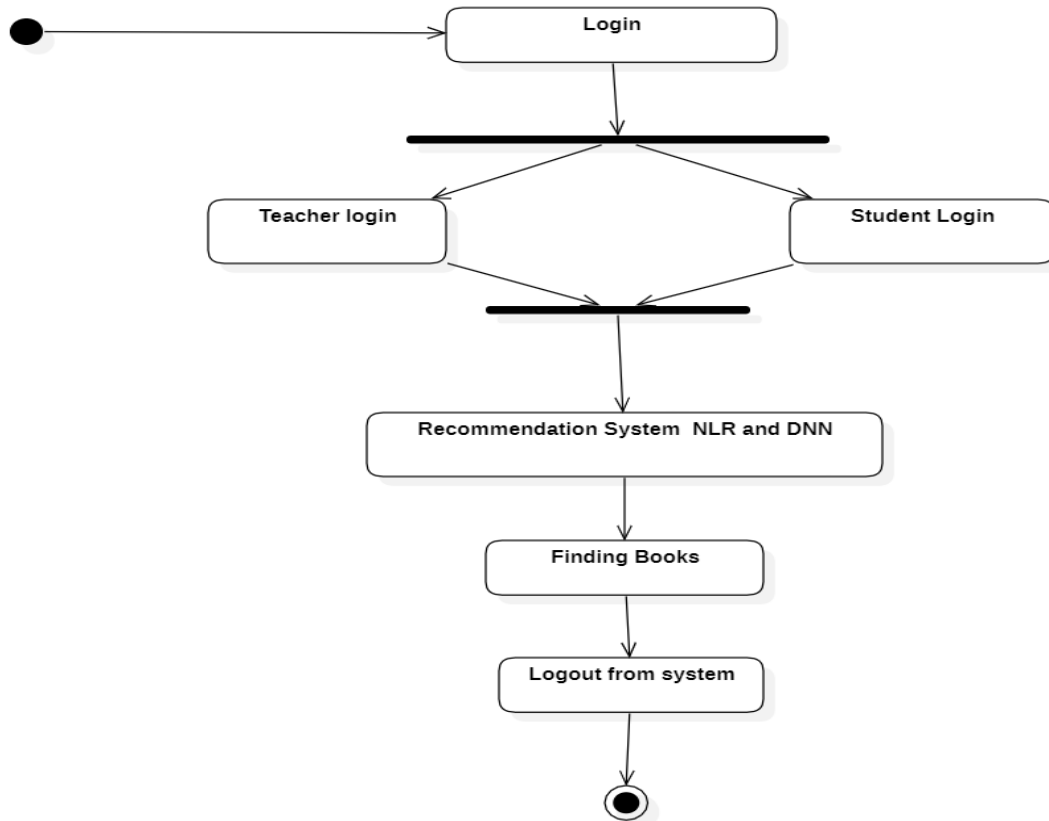 Login
Teacher login
Student Login
Recommendation System  NLR and DNN
Finding Books
Logout from system